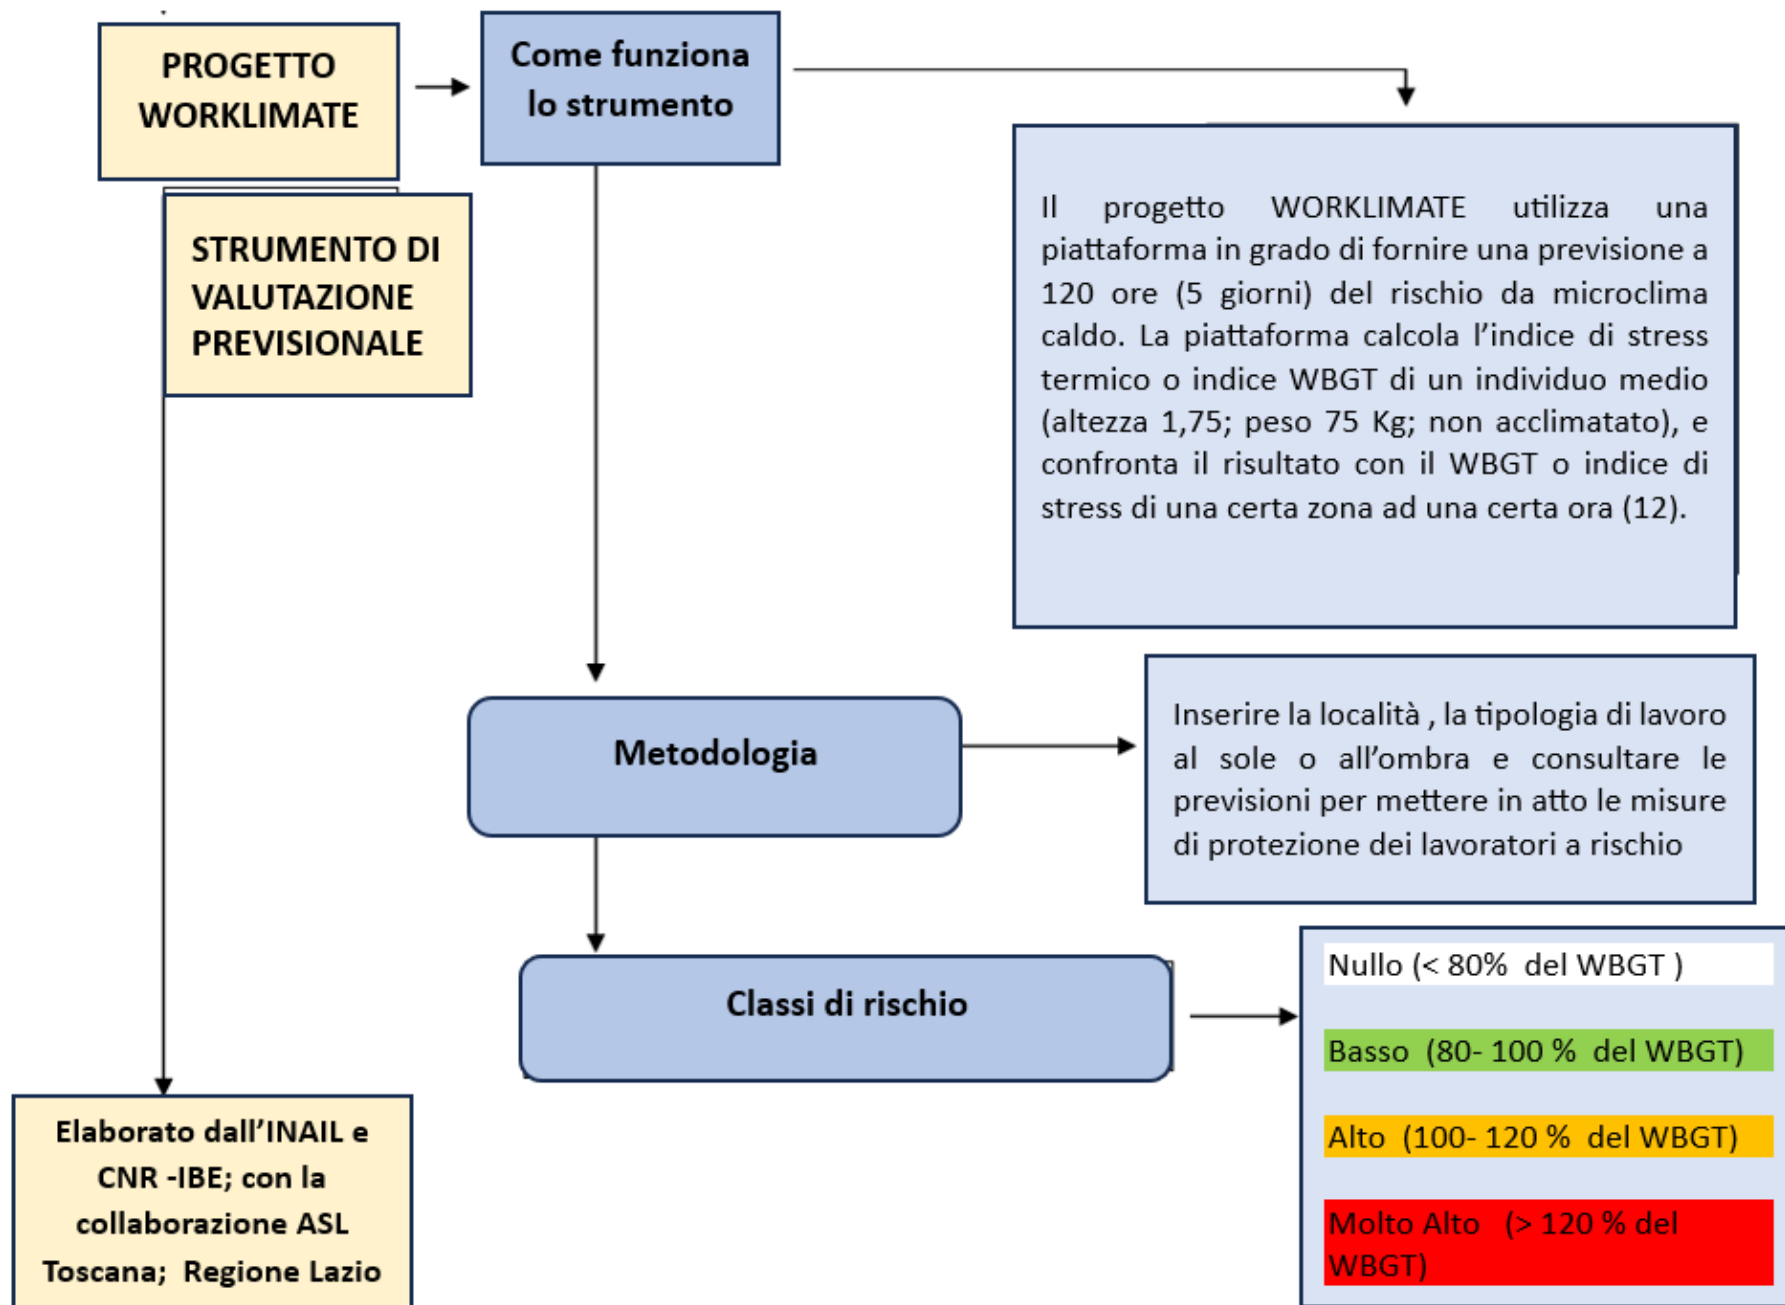 PROGETTO
WORKLIMATE
STRUMENTO DI
VALUTAZIONE
PREVISIONALE
Elaborato dall'INAIL e
CNR -IBE; con la
collaborazione ASL
Toscana; Regione Lazio
Come funziona
lo strumento
Il progetto WORKLIMATE utilizza una
piattaforma in grado di fornire una previsione a
120 ore (5 giorni) del rischio da microclima
caldo. La piattaforma calcola l'indice di stress
termico o indice WBGT di un individuo medio
(altezza 1,75; peso 75 Kg; non acclimatato), e
confronta il risultato con il WBGT o indice di
stress di una certa zona ad una certa ora (12).
Metodologia
Inserire la località , la tipologia di lavoro
al sole o all'ombra e consultare le
previsioni per mettere in atto le misure
di protezione dei lavoratori a rischio
Classi di rischio
Nullo (< 80% del WBGT )
Basso (80- 100 % del WBGT)
Alto (100- 120 % del WBGT)
Molto Alto (> 120 % del
WBGT)